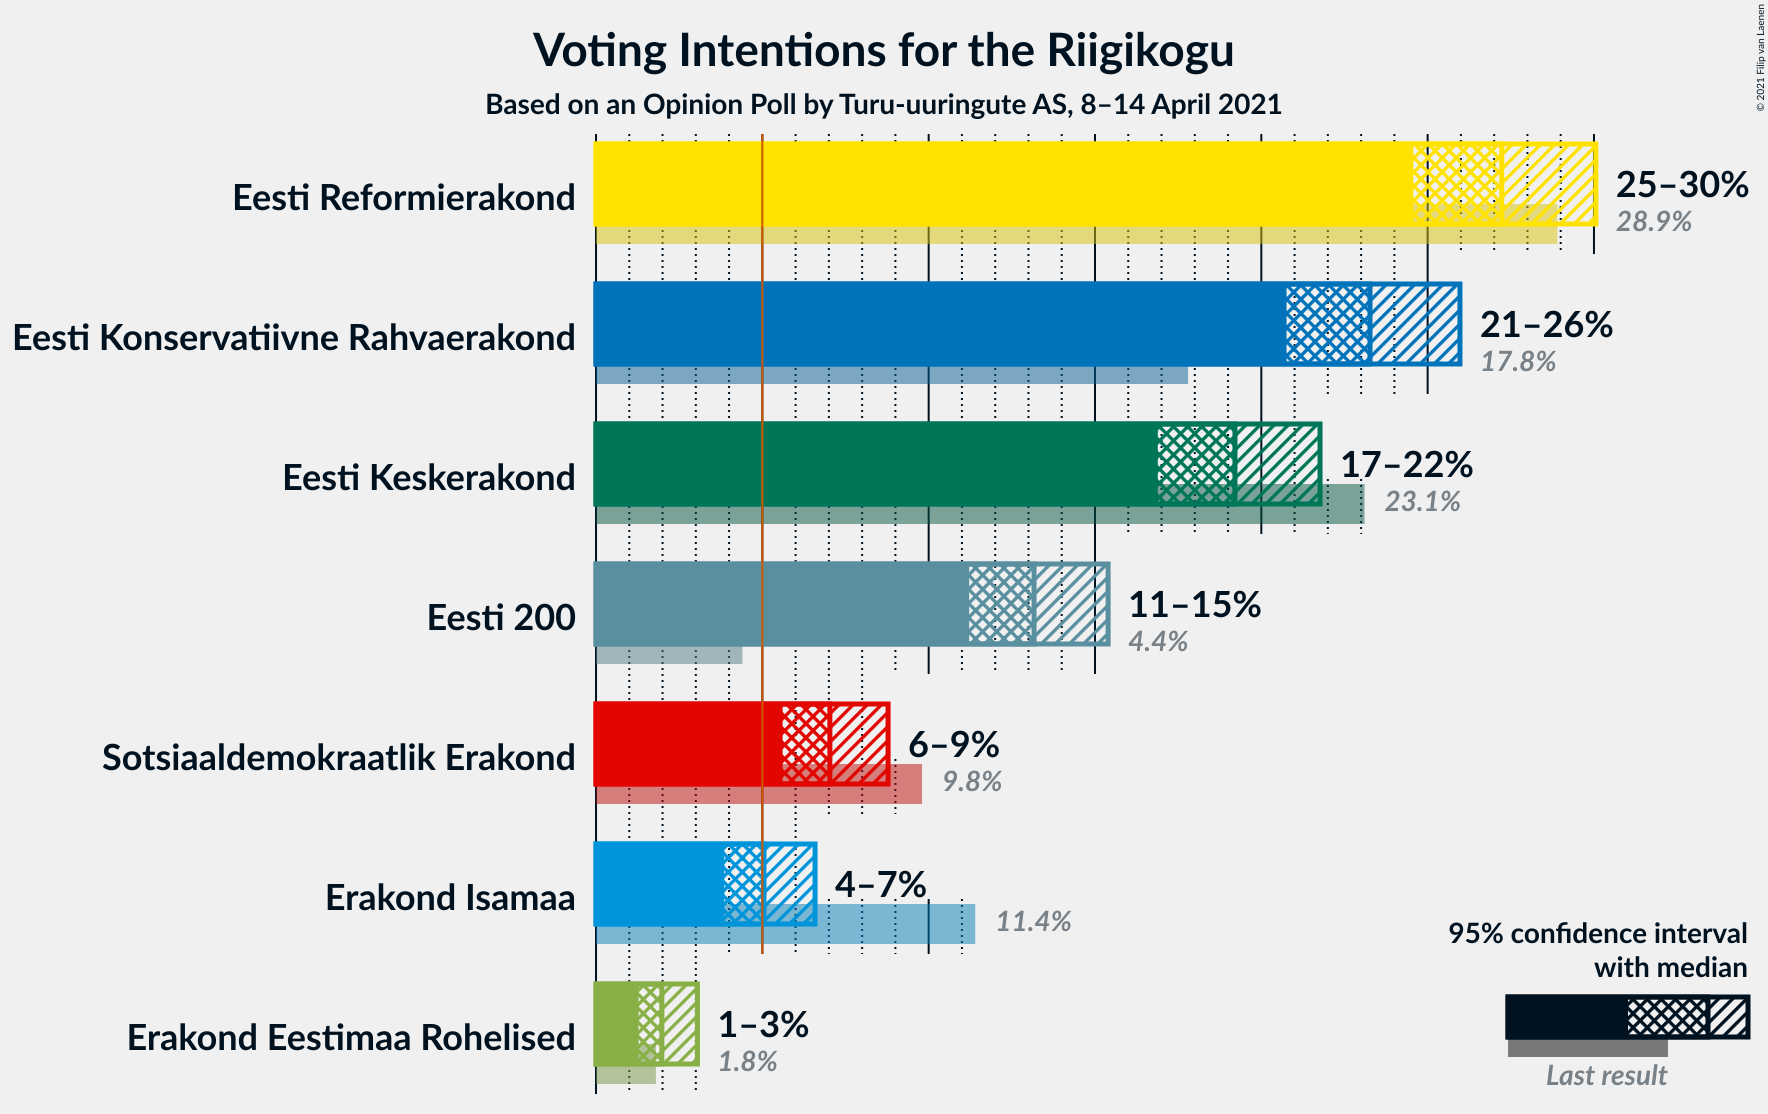 Voting Intentions for the Riigikogu
Based on an Opinion Poll by Turu-uuringute AS, 8–14 April 2021
© 2021 Filip van Laenen
Eesti Reformierakond
25–30%
28.9%
Eesti Konservatiivne Rahvaerakond
21–26%
17.8%
Eesti Keskerakond
17–22%
23.1%
Eesti 200
11–15%
4.4%
Sotsiaaldemokraatlik Erakond
6–9%
9.8%
Erakond Isamaa
4–7%
11.4%
Erakond Eestimaa Rohelised
1–3%
1.8%
95% confidence interval
with median
Last result